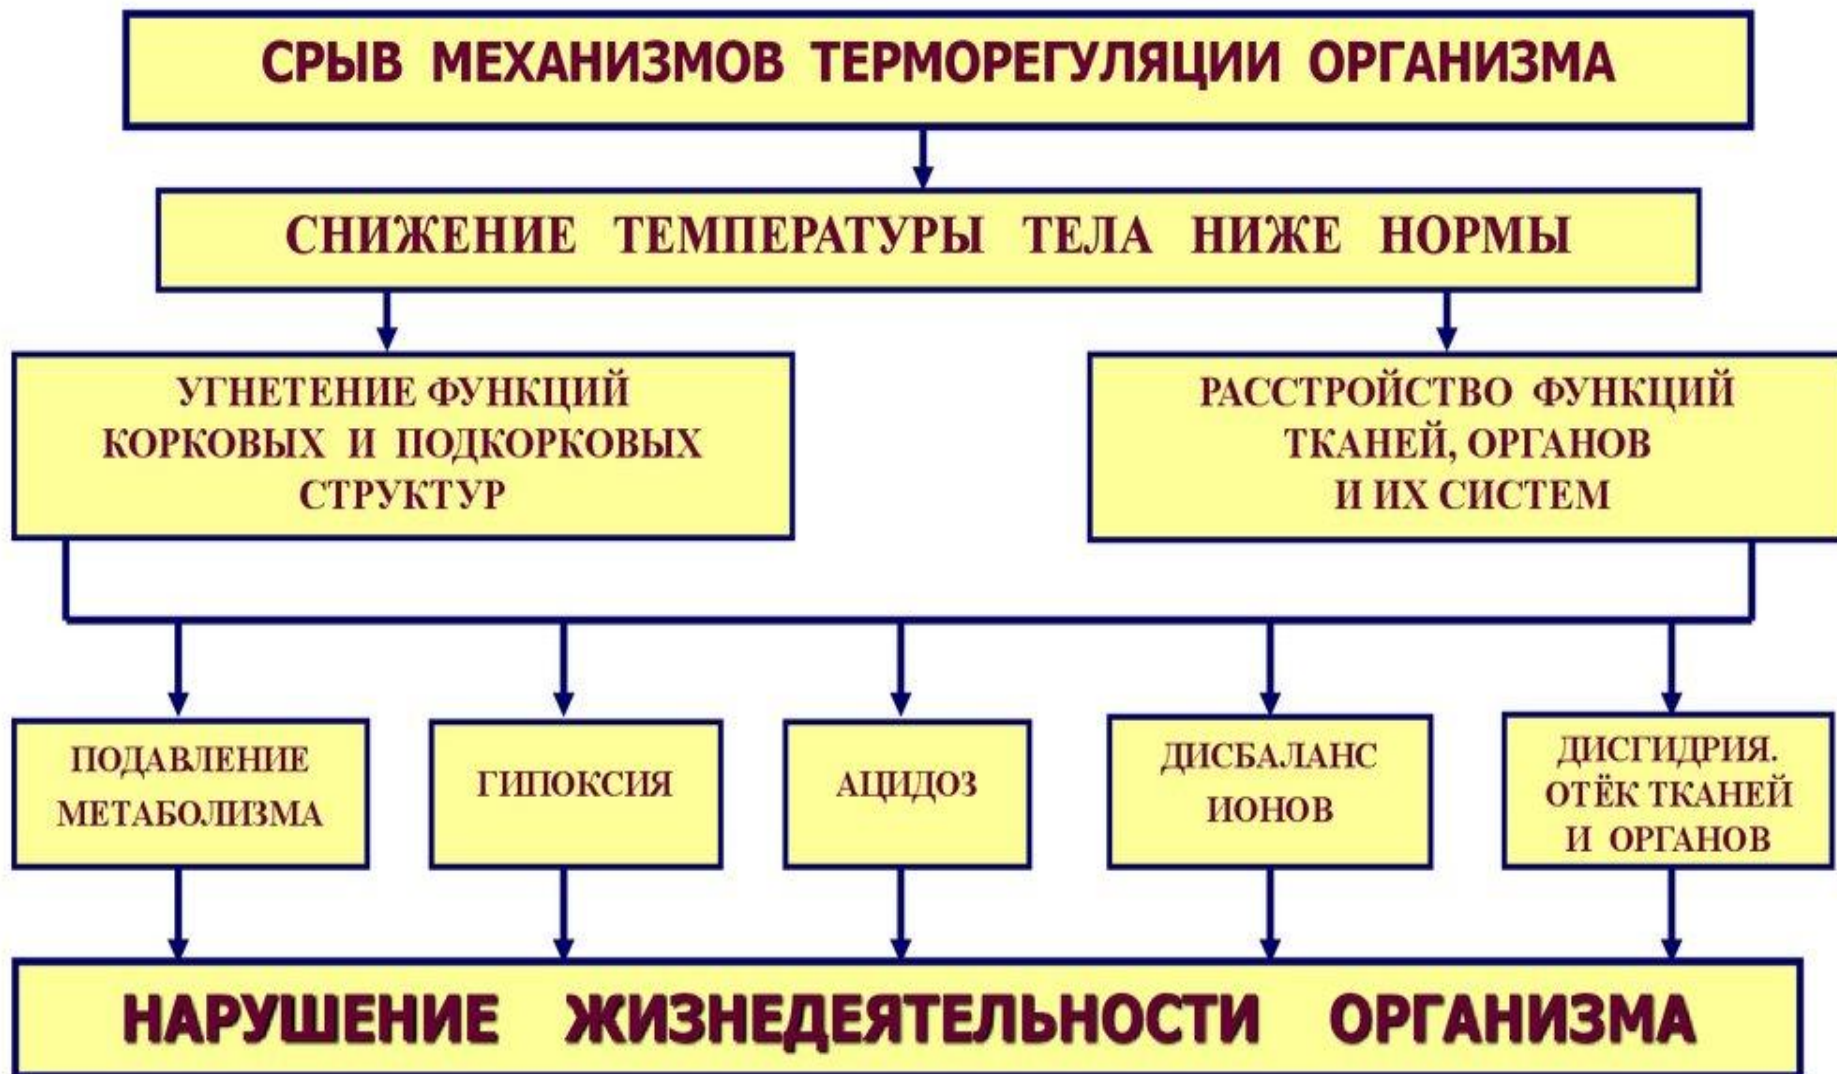 СРЫВ МЕХАНИЗМОВ ТЕРМОРЕГУЛЯЦИИ ОРГАНИЗМА
СНИЖЕНИЕ ТЕМПЕРАТУРЫ ТЕЛА НИЖЕ НОРМЫ
УГНЕТЕНИЕ ФУНКЦИЙ
КОРКОВЫХ И ПОДКОРКОВЫХ
СТРУКТУР
РАССТРОЙСТВО ФУНКЦИЙ
ТКАНЕЙ, ОРГАНОВ
И ИХ СИСТЕМ
ПОДАВЛЕНИЕ
МЕТАБОЛИЗМА
ГИПОКСИЯ
АЦИДОЗ
ДИСБАЛАНС
ИОНОВ
ДИСГИДРИЯ.
ОТЁК ТКАНЕЙ
И ОРГАНОВ
НАРУШЕНИЕ ЖИЗНЕДЕЯТЕЛЬНОСТИ ОРГАНИЗМА